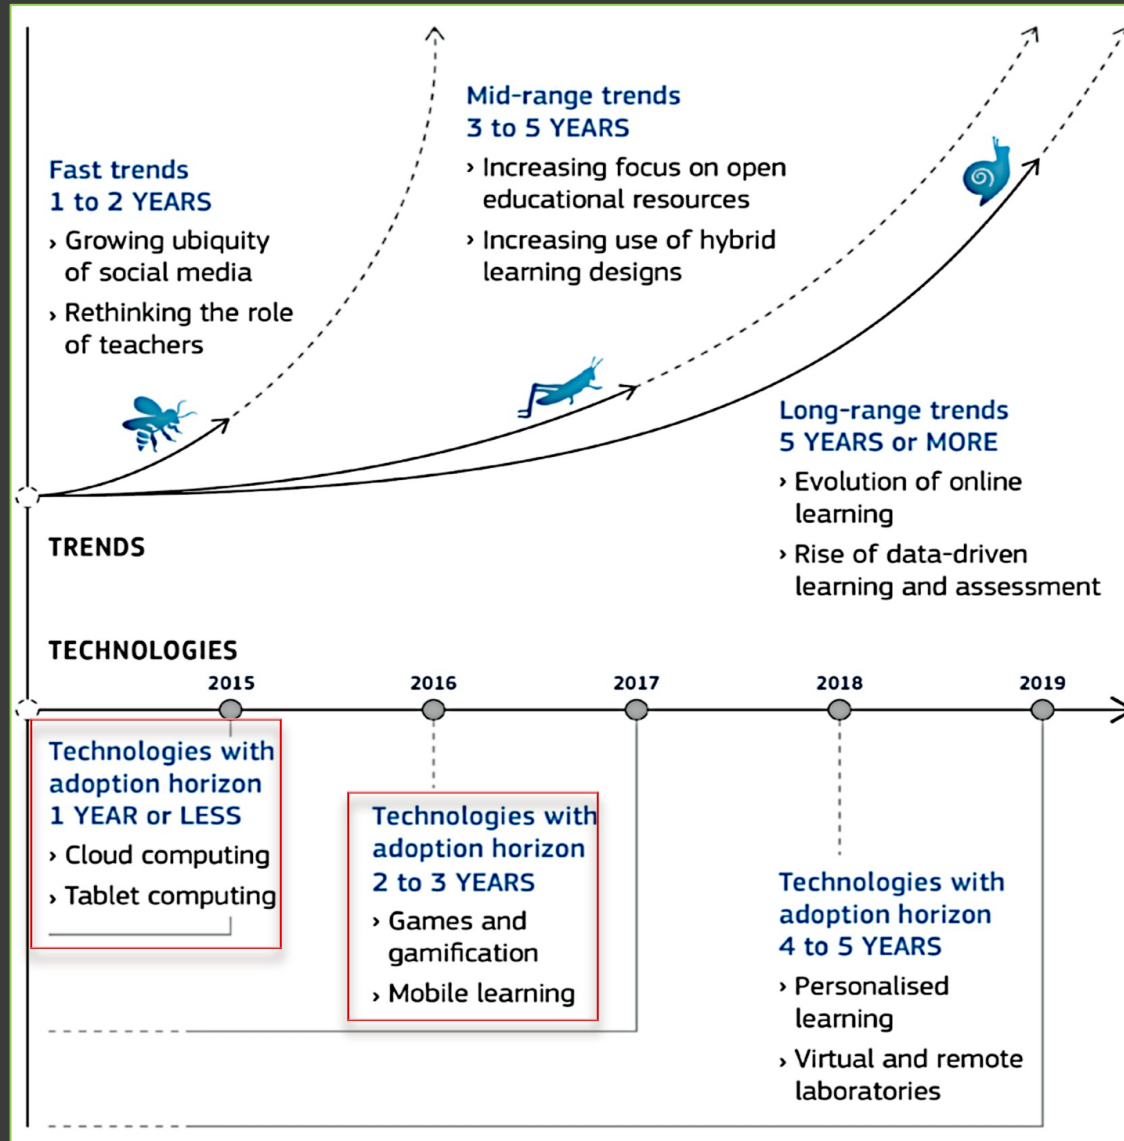 Fast trends
1 to 2 YEARS
› Growing ubiquity
of social media
› Rethinking the role
of teachers
Mid-range trends
3 to 5 YEARS
› Increasing focus on open
educational resources
› Increasing use of hybrid
learning designs
Long-range trends
5 YEARS or MORE
› Evolution of online
learning
› Rise of data-driven
learning and assessment
TRENDS
TECHNOLOGIES
2015 2016 2017 2018 2019
Technologies with
adoption horizon
1 YEAR or LESS
› Cloud computing
› Tablet computing
Technologies with
adoption horizon
2 to 3 YEARS
› Games and
gamification
› Mobile learning
Technologies with
adoption horizon
4 to 5 YEARS
› Personalised
learning
› Virtual and remote
laboratories